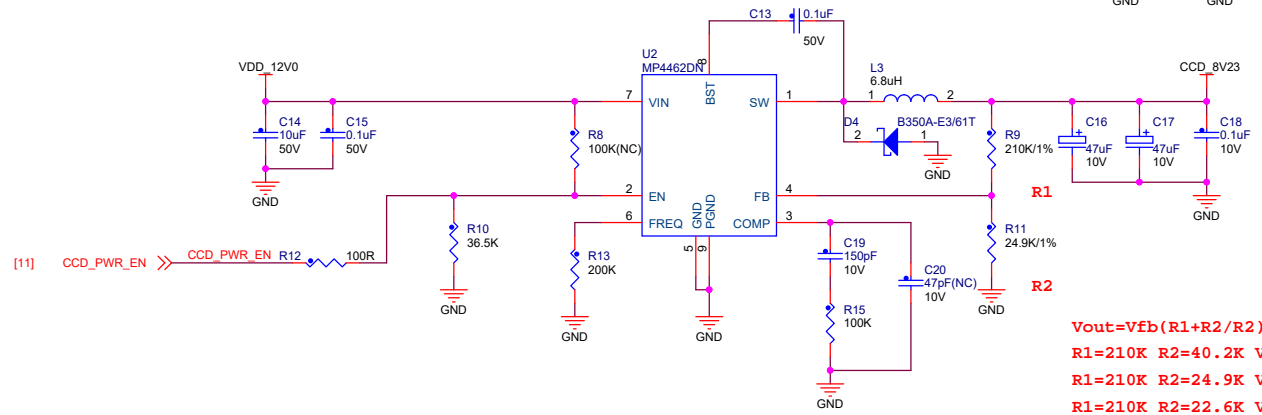 GND GND
C13 0.1uF
50V
U2
MP4462DN
VDD_12V0
L3
6.8uH
CCD_8V23
8
BST
7 VIN
SW 1
1 2
C14
10uF
50V
C15
0.1uF
50V
R8
100K(NC)
D4 B350A-E3/61T
2 1
GND
R9
210K/1%
C16
47uF
10V
C17
47uF
10V
C18
0.1uF
10V
GND
GND
2 EN
FB 4
R1
6 FREQ
GND
PGND
COMP 3
5
9
R10
36.5K
R11
24.9K/1%
[11] CCD_PWR_EN CCD_PWR_EN R12 100R
R13
200K
C19
150pF
10V
C20
47pF(NC)
10V
R2
GND
GND
GND
GND
R15
100K
GND
Vout=Vfb(R1+R2/R2)
R1=210K R2=40.2K V
R1=210K R2=24.9K V
R1=210K R2=22.6K V